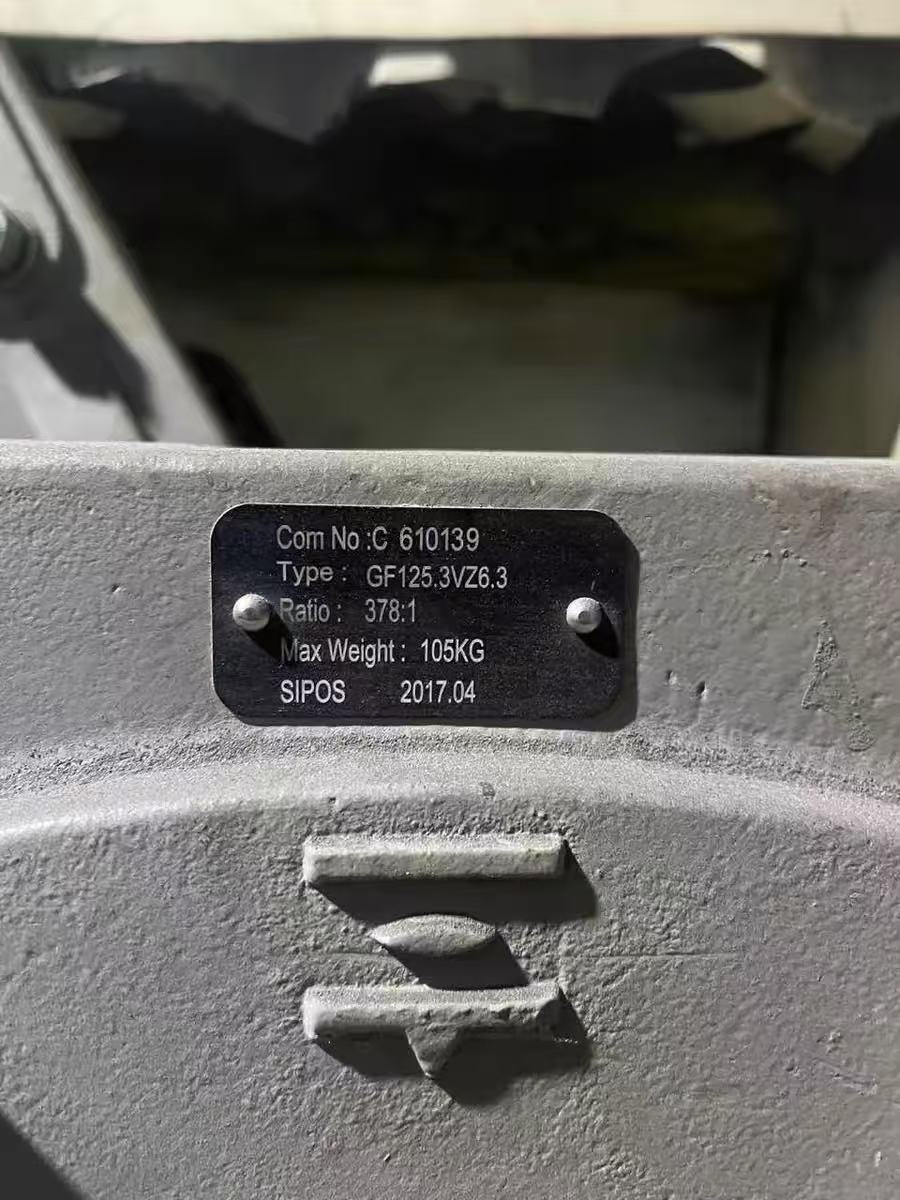 Com No :C 610139
Type : GF125.3VZ6.3
Ratio : 378:1
Max Weight : 105KG
SIPOS 2017.04